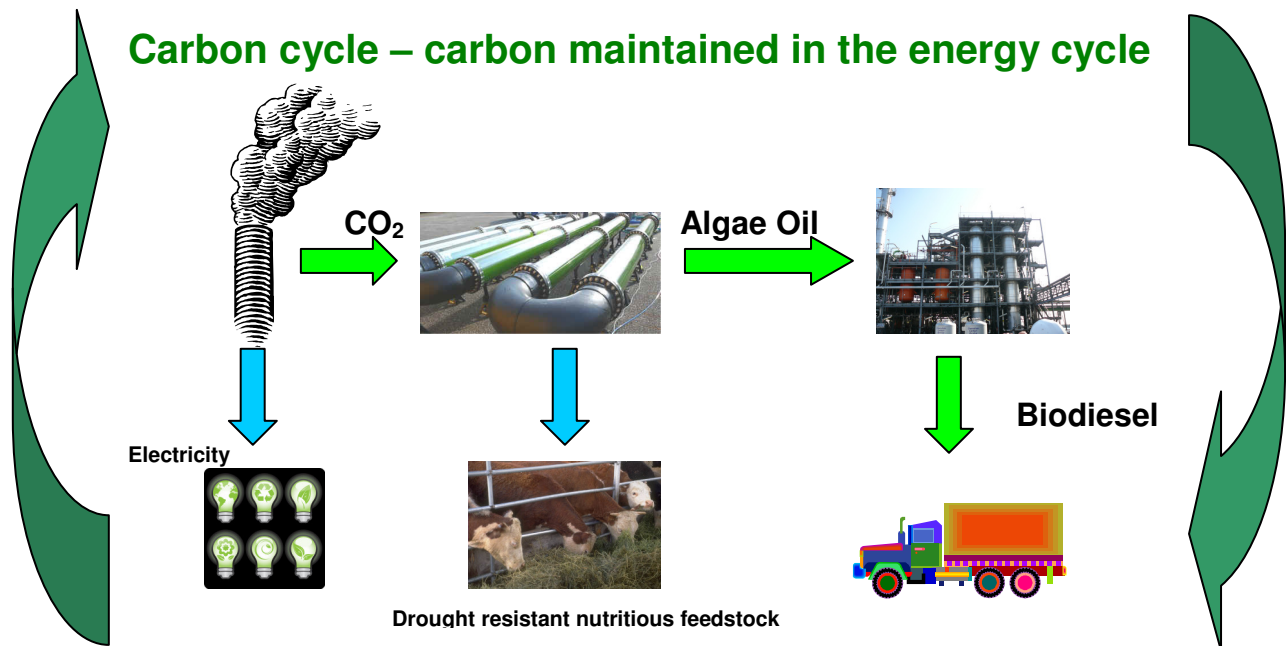 Carbon cycle – carbon maintained in the energy cycle
CO₂
Algae Oil
Biodiesel
Electricity
Drought resistant nutritious feedstock